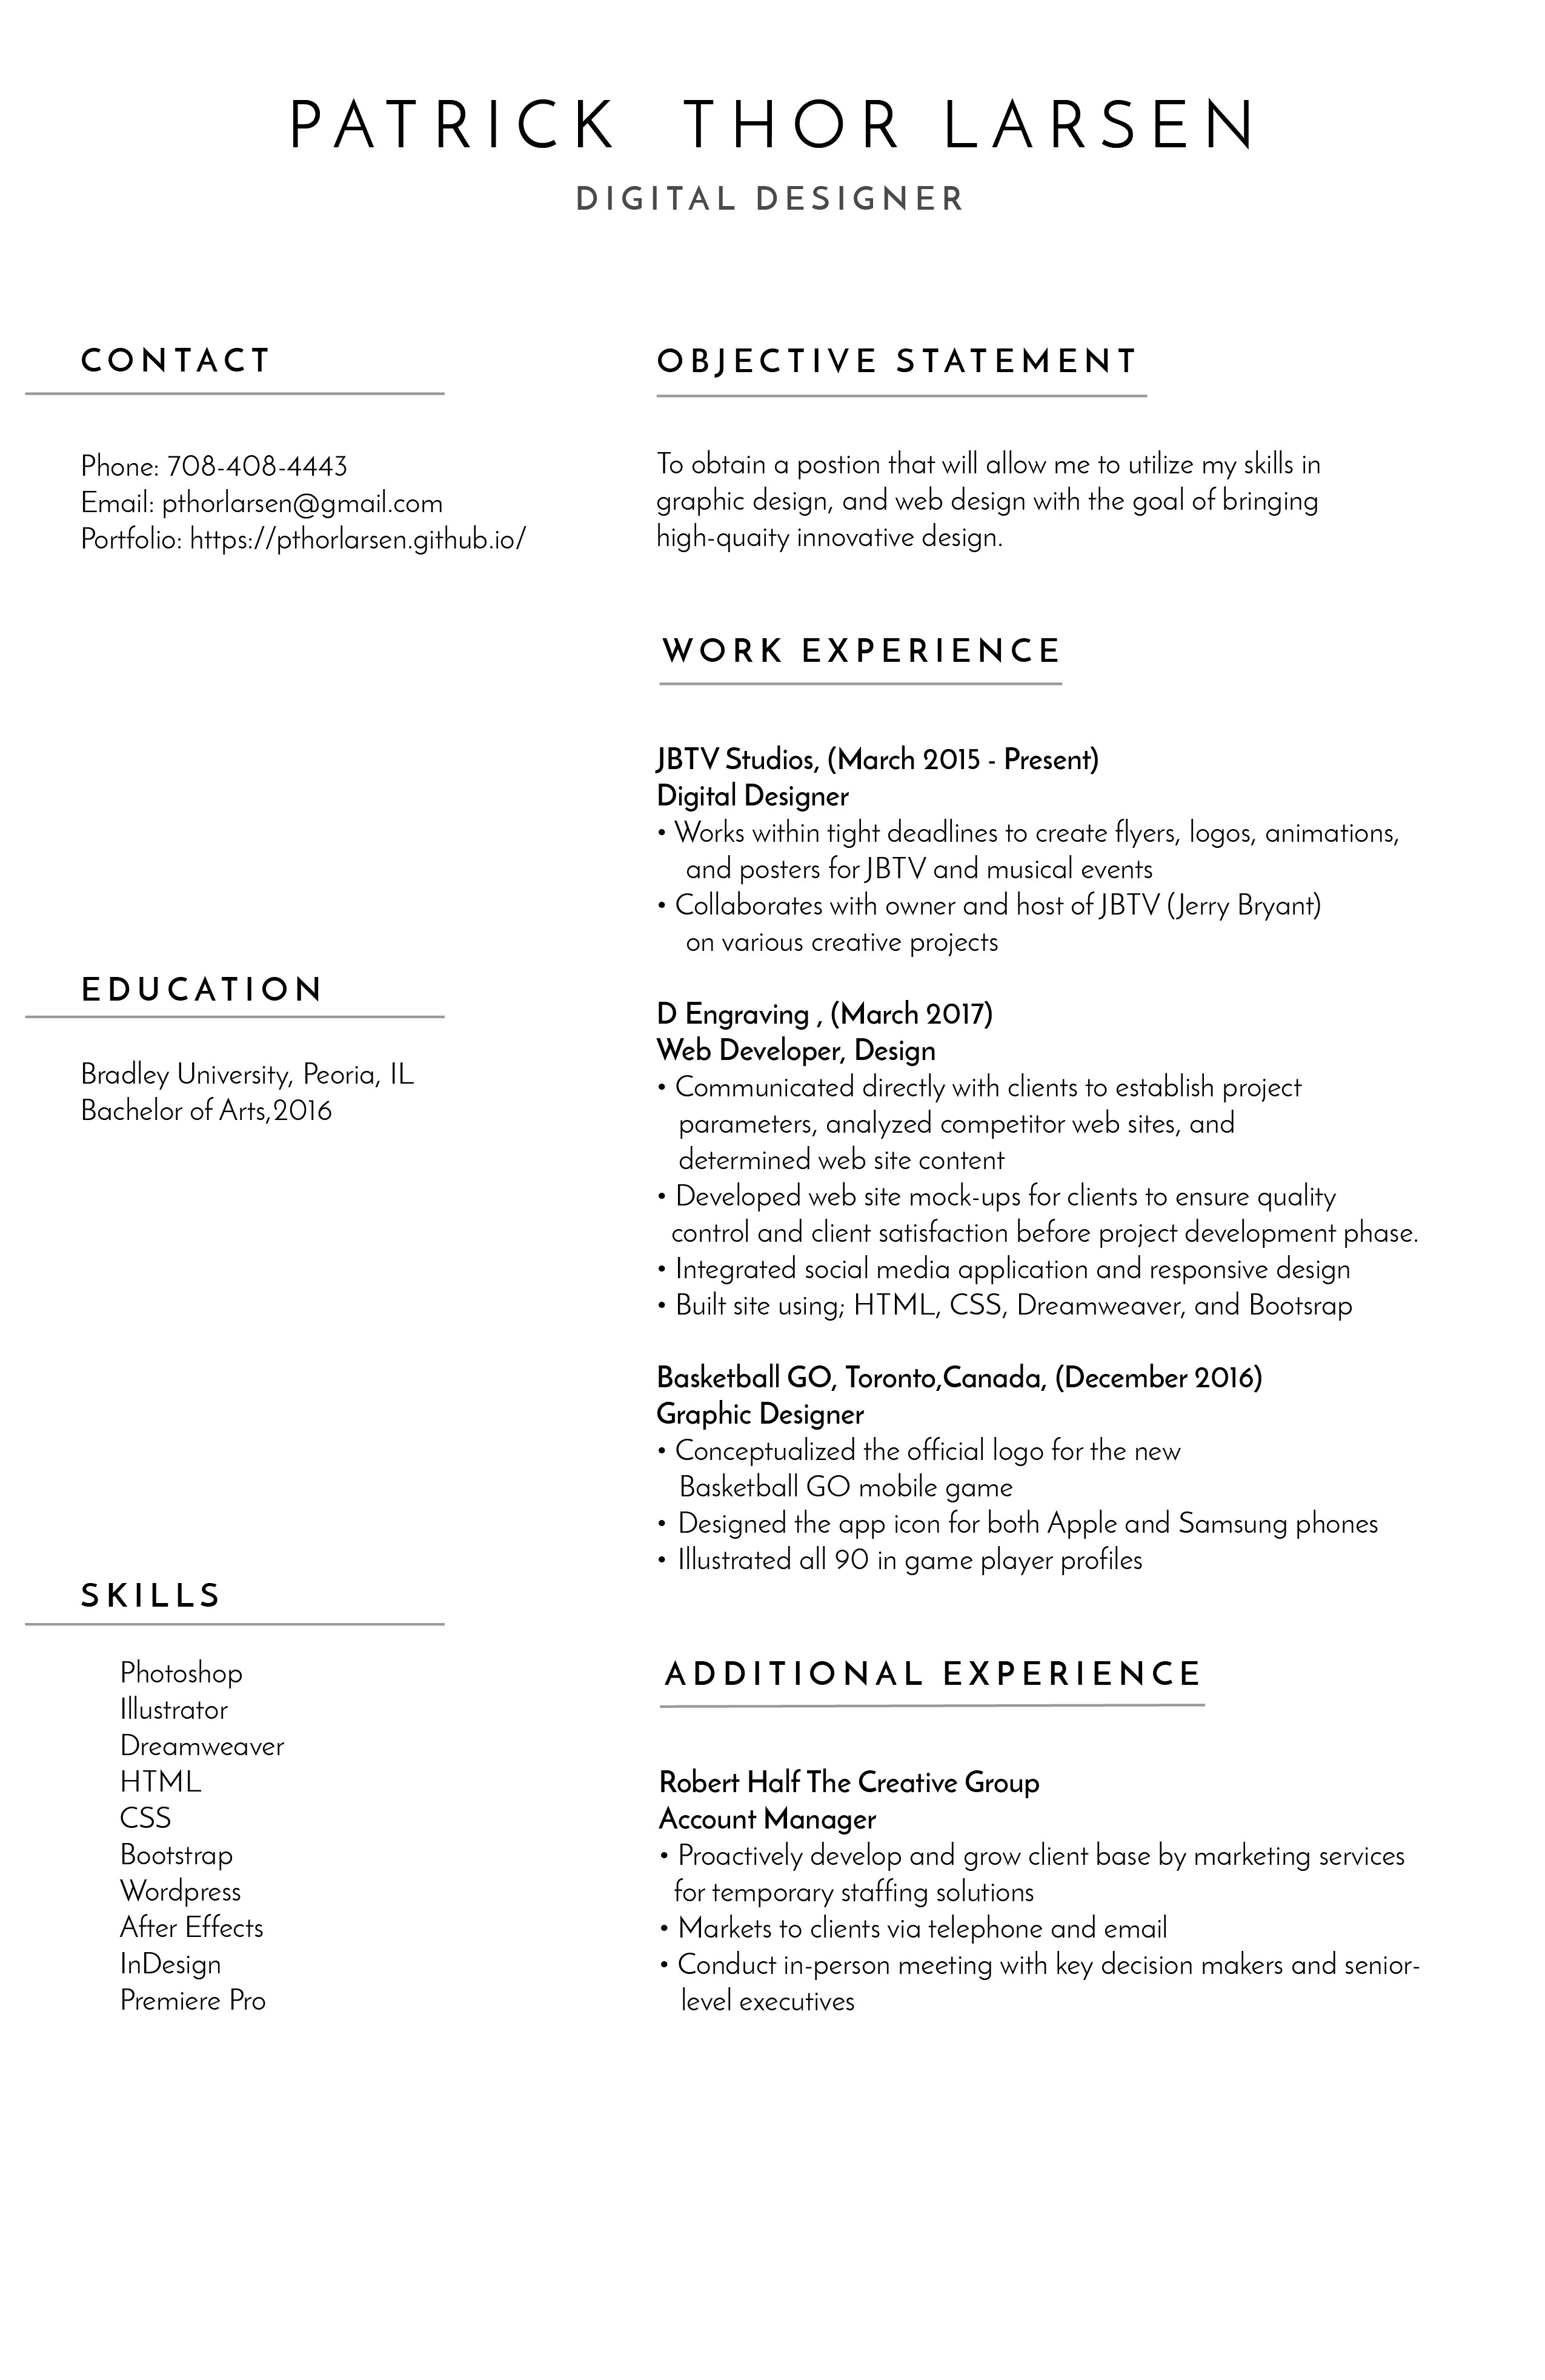 PATRICK THOR LARSEN
DIGITAL DESIGNER
CONTACT
Phone: 708-408-4443
Email: pthorlarsen@gmail.com
Portfolio: https://pthorlarsen.github.io/
EDUCATION
Bradley University, Peoria, IL
Bachelor of Arts,2016
SKILLS
Photoshop
Illustrator
Dreamweaver
HTML
CSS
Bootstrap
Wordpress
After Effects
InDesign
Premiere Pro
OBJECTIVE STATEMENT
To obtain a postion that will allow me to utilize my skills in
graphic design, and web design with the goal of bringing
high-quaity innovative design.
WORK EXPERIENCE
JBTV Studios, (March 2015 - Present)
Digital Designer
• Works within tight deadlines to create flyers, logos, animations,
and posters for JBTV and musical events
• Collaborates with owner and host of JBTV (Jerry Bryant)
on various creative projects
D Engraving , (March 2017)
Web Developer, Design
• Communicated directly with clients to establish project
parameters, analyzed competitor web sites, and
determined web site content
• Developed web site mock-ups for clients to ensure quality
control and client satisfaction before project development phase.
• Integrated social media application and responsive design
• Built site using; HTML, CSS, Dreamweaver, and Bootsrap
Basketball GO, Toronto,Canada, (December 2016)
Graphic Designer
• Conceptualized the official logo for the new
Basketball GO mobile game
• Designed the app icon for both Apple and Samsung phones
• Illustrated all 90 in game player profiles
ADDITIONAL EXPERIENCE
Robert Half The Creative Group
Account Manager
• Proactively develop and grow client base by marketing services
for temporary staffing solutions
• Markets to clients via telephone and email
• Conduct in-person meeting with key decision makers and senior-
level executives